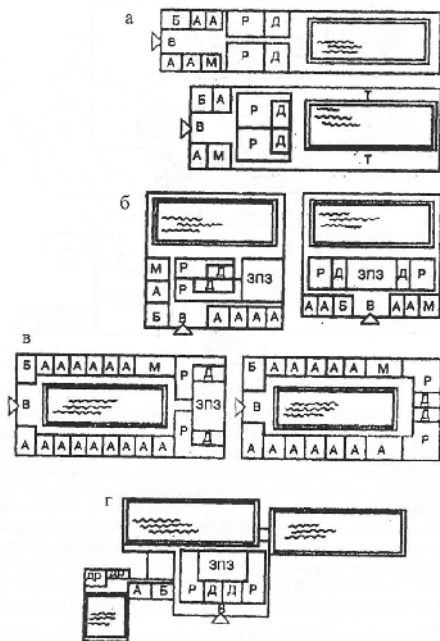 а
Б А А Р Д
В
А А М Р Д
Т
Б А
Р Д
В
Р Д
А М
Т
б
М Р Д
ЗПЗ
А Р Д
Б В А А А А
Р Д ЗПЗ Д Р
А А Б В А А М
в
Б А А А А А А М
Р Д
В ЗПЗ
Р Д
А А А А А А А А А
Б А А А А А М
Р
Д
В
Д
Р
А А А А А А А
г
ЗПЗ
ДР ДР
А Б Р Д Д Р
В